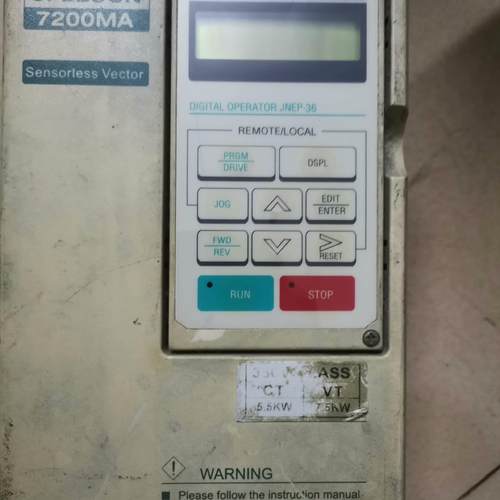 7200MA
Sensorless Vector
DIGITAL OPERATOR JNEP-36
REMOTE/LOCAL
PRGM
DRIVE
DSPL
JOG
EDIT
ENTER
FWD
REV
RESET
RUN
STOP
CT
VT
5.5KW
7.5KW
WARNING
Please follow the instruction manual